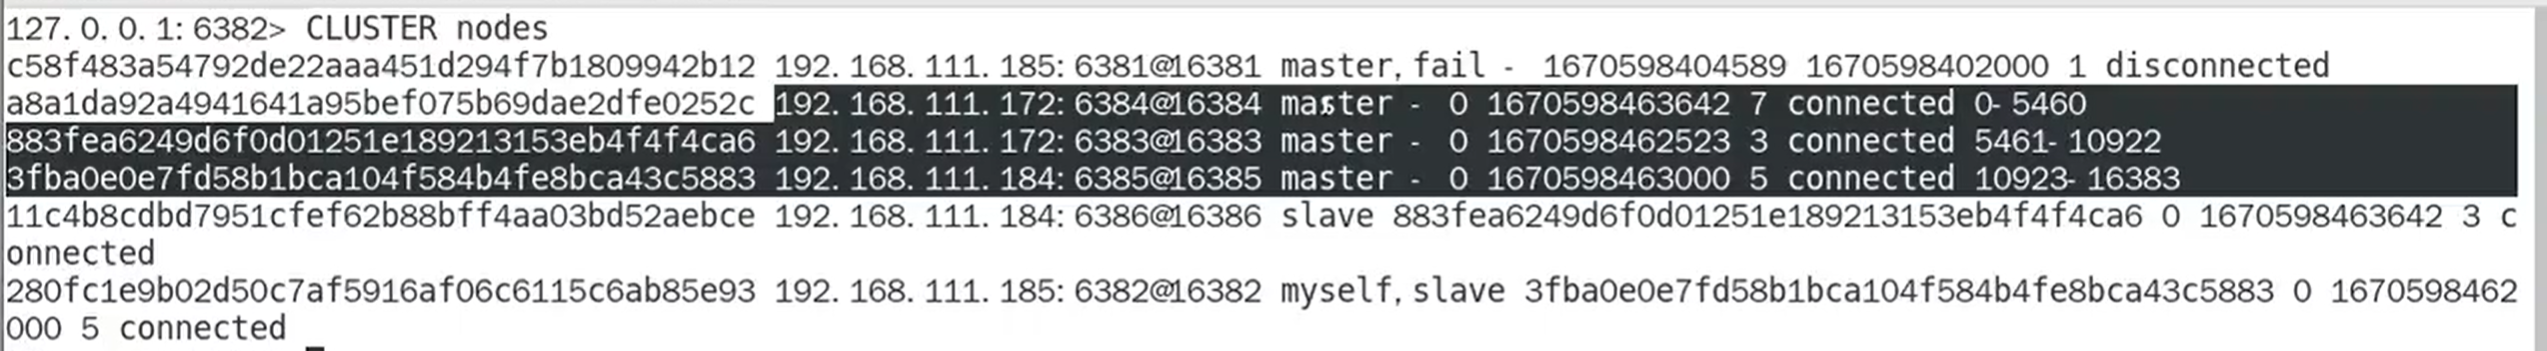 127.0.0.1:6382> CLUSTER nodes
c58f483a54792de22aaa451d294f7b1809942b12 192.168.111.185:6381@16381 master,fail - 1670598404589 1670598402000 1 disconnected
a8a1da92a4941641a95bef075b69dae2dfe0252c 192.168.111.172:6384@16384 master - 0 1670598463642 7 connected 0-5460
883fea6249d6f0d01251e189213153eb4f4f4ca6 192.168.111.172:6383@16383 master - 0 1670598462523 3 connected 5461-10922
3fba0e0e7fd58b1bca104f584b4fe8bca43c5883 192.168.111.184:6385@16385 master - 0 1670598463000 5 connected 10923-16383
11c4b8cdbd7951cfef62b88bff4aa03bd52aebce 192.168.111.184:6386@16386 slave 883fea6249d6f0d01251e189213153eb4f4f4ca6 0 1670598463642 3 c
onnected
280fc1e9b02d50c7af5916af06c6115c6ab85e93 192.168.111.185:6382@16382 myself,slave 3fba0e0e7fd58b1bca104f584b4fe8bca43c5883 0 1670598462
000 5 connected